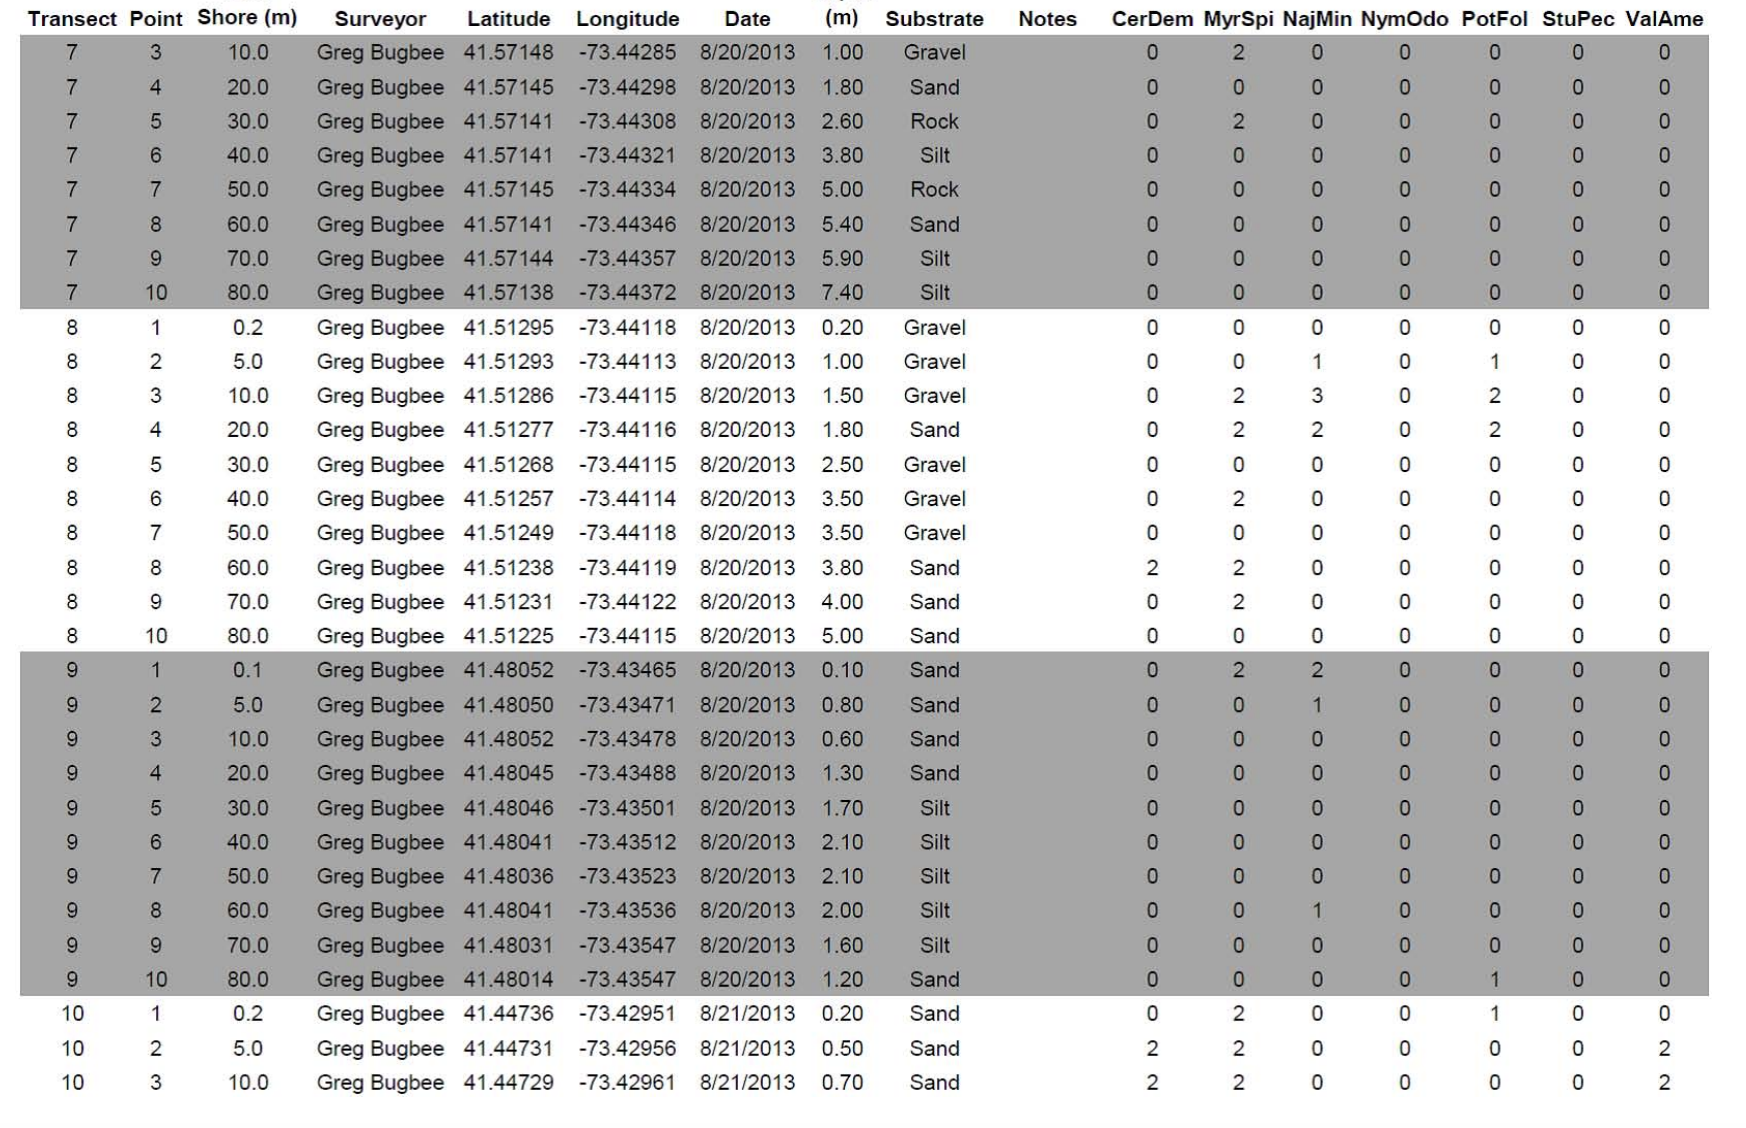 Transect Point Shore (m) Surveyor Latitude Longitude Date (m) Substrate Notes CerDem MyrSpi NajMin NymOdo PotFol StuPec ValAme
7 3 10.0 Greg Bugbee 41.57148 -73.44285 8/20/2013 1.00 Gravel 0 2 0 0 0 0 0
7 4 20.0 Greg Bugbee 41.57145 -73.44298 8/20/2013 1.80 Sand 0 0 0 0 0 0 0
7 5 30.0 Greg Bugbee 41.57141 -73.44308 8/20/2013 2.60 Rock 0 2 0 0 0 0 0
7 6 40.0 Greg Bugbee 41.57141 -73.44321 8/20/2013 3.80 Silt 0 0 0 0 0 0 0
7 7 50.0 Greg Bugbee 41.57145 -73.44334 8/20/2013 5.00 Rock 0 0 0 0 0 0 0
7 8 60.0 Greg Bugbee 41.57141 -73.44346 8/20/2013 5.40 Sand 0 0 0 0 0 0 0
7 9 70.0 Greg Bugbee 41.57144 -73.44357 8/20/2013 5.90 Silt 0 0 0 0 0 0 0
7 10 80.0 Greg Bugbee 41.57138 -73.44372 8/20/2013 7.40 Silt 0 0 0 0 0 0 0
8 1 0.2 Greg Bugbee 41.51295 -73.44118 8/20/2013 0.20 Gravel 0 0 0 0 0 0 0
8 2 5.0 Greg Bugbee 41.51293 -73.44113 8/20/2013 1.00 Gravel 0 0 1 0 1 0 0
8 3 10.0 Greg Bugbee 41.51286 -73.44115 8/20/2013 1.50 Gravel 0 2 3 0 2 0 0
8 4 20.0 Greg Bugbee 41.51277 -73.44116 8/20/2013 1.80 Sand 0 2 2 0 2 0 0
8 5 30.0 Greg Bugbee 41.51268 -73.44115 8/20/2013 2.50 Gravel 0 0 0 0 0 0 0
8 6 40.0 Greg Bugbee 41.51257 -73.44114 8/20/2013 3.50 Gravel 0 2 0 0 0 0 0
8 7 50.0 Greg Bugbee 41.51249 -73.44118 8/20/2013 3.50 Gravel 0 0 0 0 0 0 0
8 8 60.0 Greg Bugbee 41.51238 -73.44119 8/20/2013 3.80 Sand 2 2 0 0 0 0 0
8 9 70.0 Greg Bugbee 41.51231 -73.44122 8/20/2013 4.00 Sand 0 2 0 0 0 0 0
8 10 80.0 Greg Bugbee 41.51225 -73.44115 8/20/2013 5.00 Sand 0 0 0 0 0 0 0
9 1 0.1 Greg Bugbee 41.48052 -73.43465 8/20/2013 0.10 Sand 0 2 2 0 0 0 0
9 2 5.0 Greg Bugbee 41.48050 -73.43471 8/20/2013 0.80 Sand 0 0 1 0 0 0 0
9 3 10.0 Greg Bugbee 41.48052 -73.43478 8/20/2013 0.60 Sand 0 0 0 0 0 0 0
9 4 20.0 Greg Bugbee 41.48045 -73.43488 8/20/2013 1.30 Sand 0 0 0 0 0 0 0
9 5 30.0 Greg Bugbee 41.48046 -73.43501 8/20/2013 1.70 Silt 0 0 0 0 0 0 0
9 6 40.0 Greg Bugbee 41.48041 -73.43512 8/20/2013 2.10 Silt 0 0 0 0 0 0 0
9 7 50.0 Greg Bugbee 41.48036 -73.43523 8/20/2013 2.10 Silt 0 0 0 0 0 0 0
9 8 60.0 Greg Bugbee 41.48041 -73.43536 8/20/2013 2.00 Silt 0 0 1 0 0 0 0
9 9 70.0 Greg Bugbee 41.48031 -73.43547 8/20/2013 1.60 Silt 0 0 0 0 0 0 0
9 10 80.0 Greg Bugbee 41.48014 -73.43547 8/20/2013 1.20 Sand 0 0 0 0 1 0 0
10 1 0.2 Greg Bugbee 41.44736 -73.42951 8/21/2013 0.20 Sand 0 2 0 0 1 0 0
10 2 5.0 Greg Bugbee 41.44731 -73.42956 8/21/2013 0.50 Sand 2 2 0 0 0 0 2
10 3 10.0 Greg Bugbee 41.44729 -73.42961 8/21/2013 0.70 Sand 2 2 0 0 0 0 2